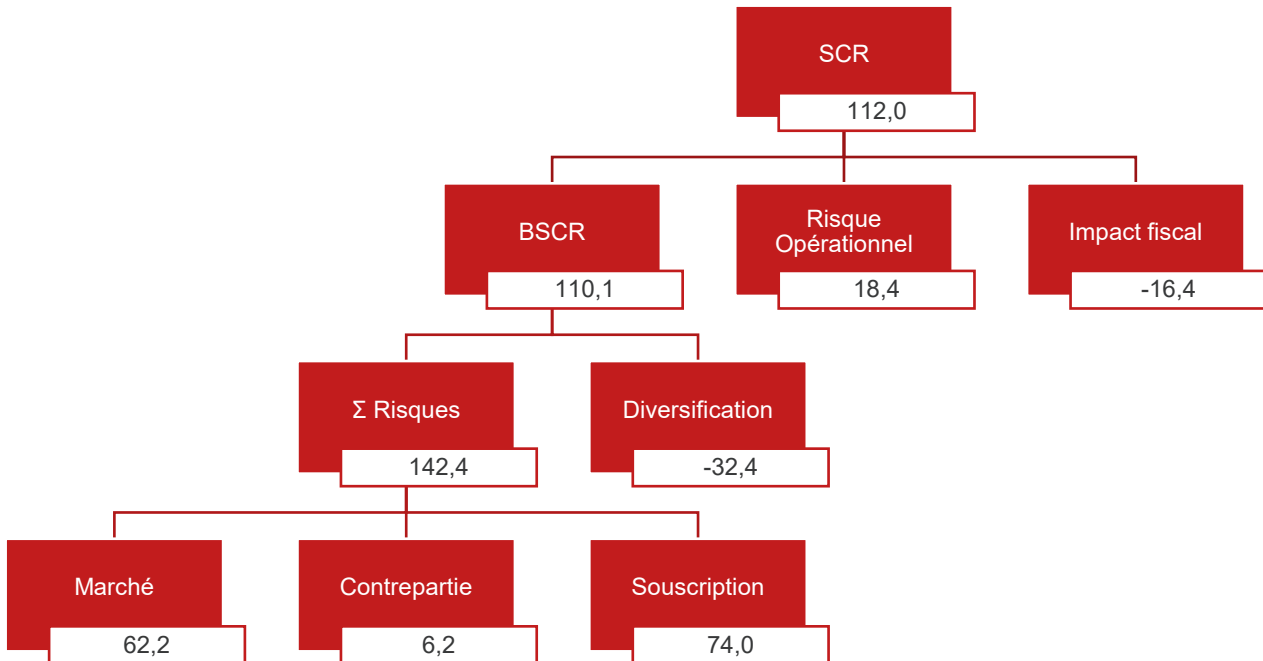 SCR
112,0
BSCR
110,1
Risque
Opérationnel
18,4
Impact fiscal
-16,4
Σ Risques
142,4
Diversification
-32,4
Marché
62,2
Contrepartie
6,2
Souscription
74,0